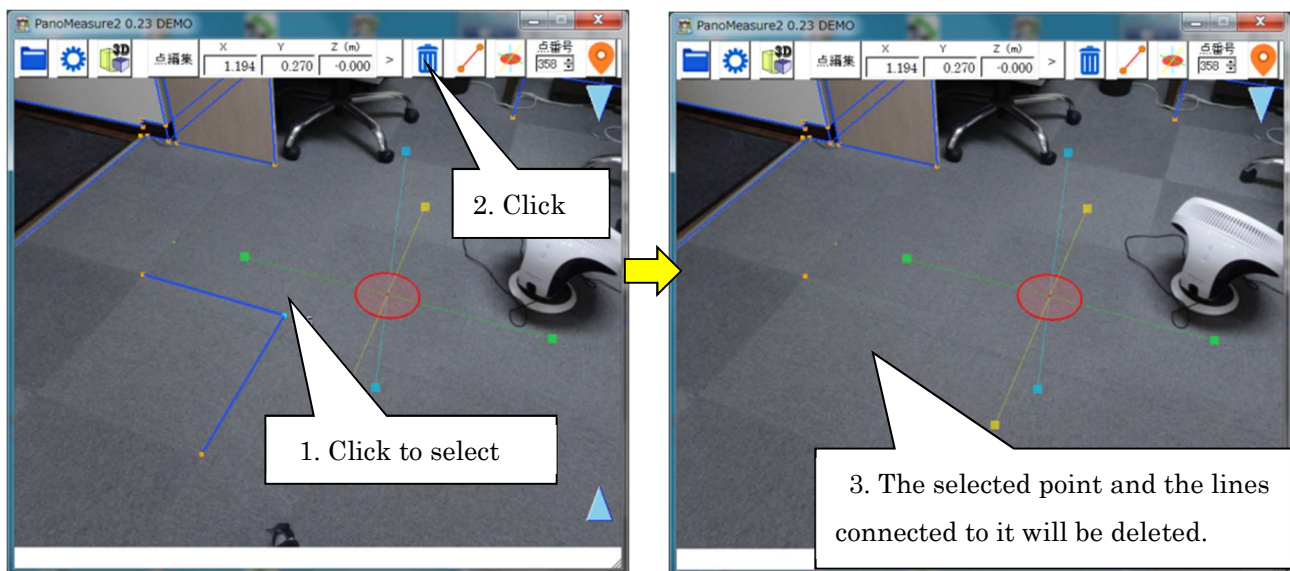 PanoMeasure2 0.23 DEMO
3D
点編集
X Y Z (m)
1.194 0.270 -0.000 >
点番号
358
2. Click
1. Click to select
PanoMeasure2 0.23 DEMO
3D
点編集
X Y Z (m)
1.194 0.270 -0.000 >
点番号
358
3. The selected point and the lines
connected to it will be deleted.